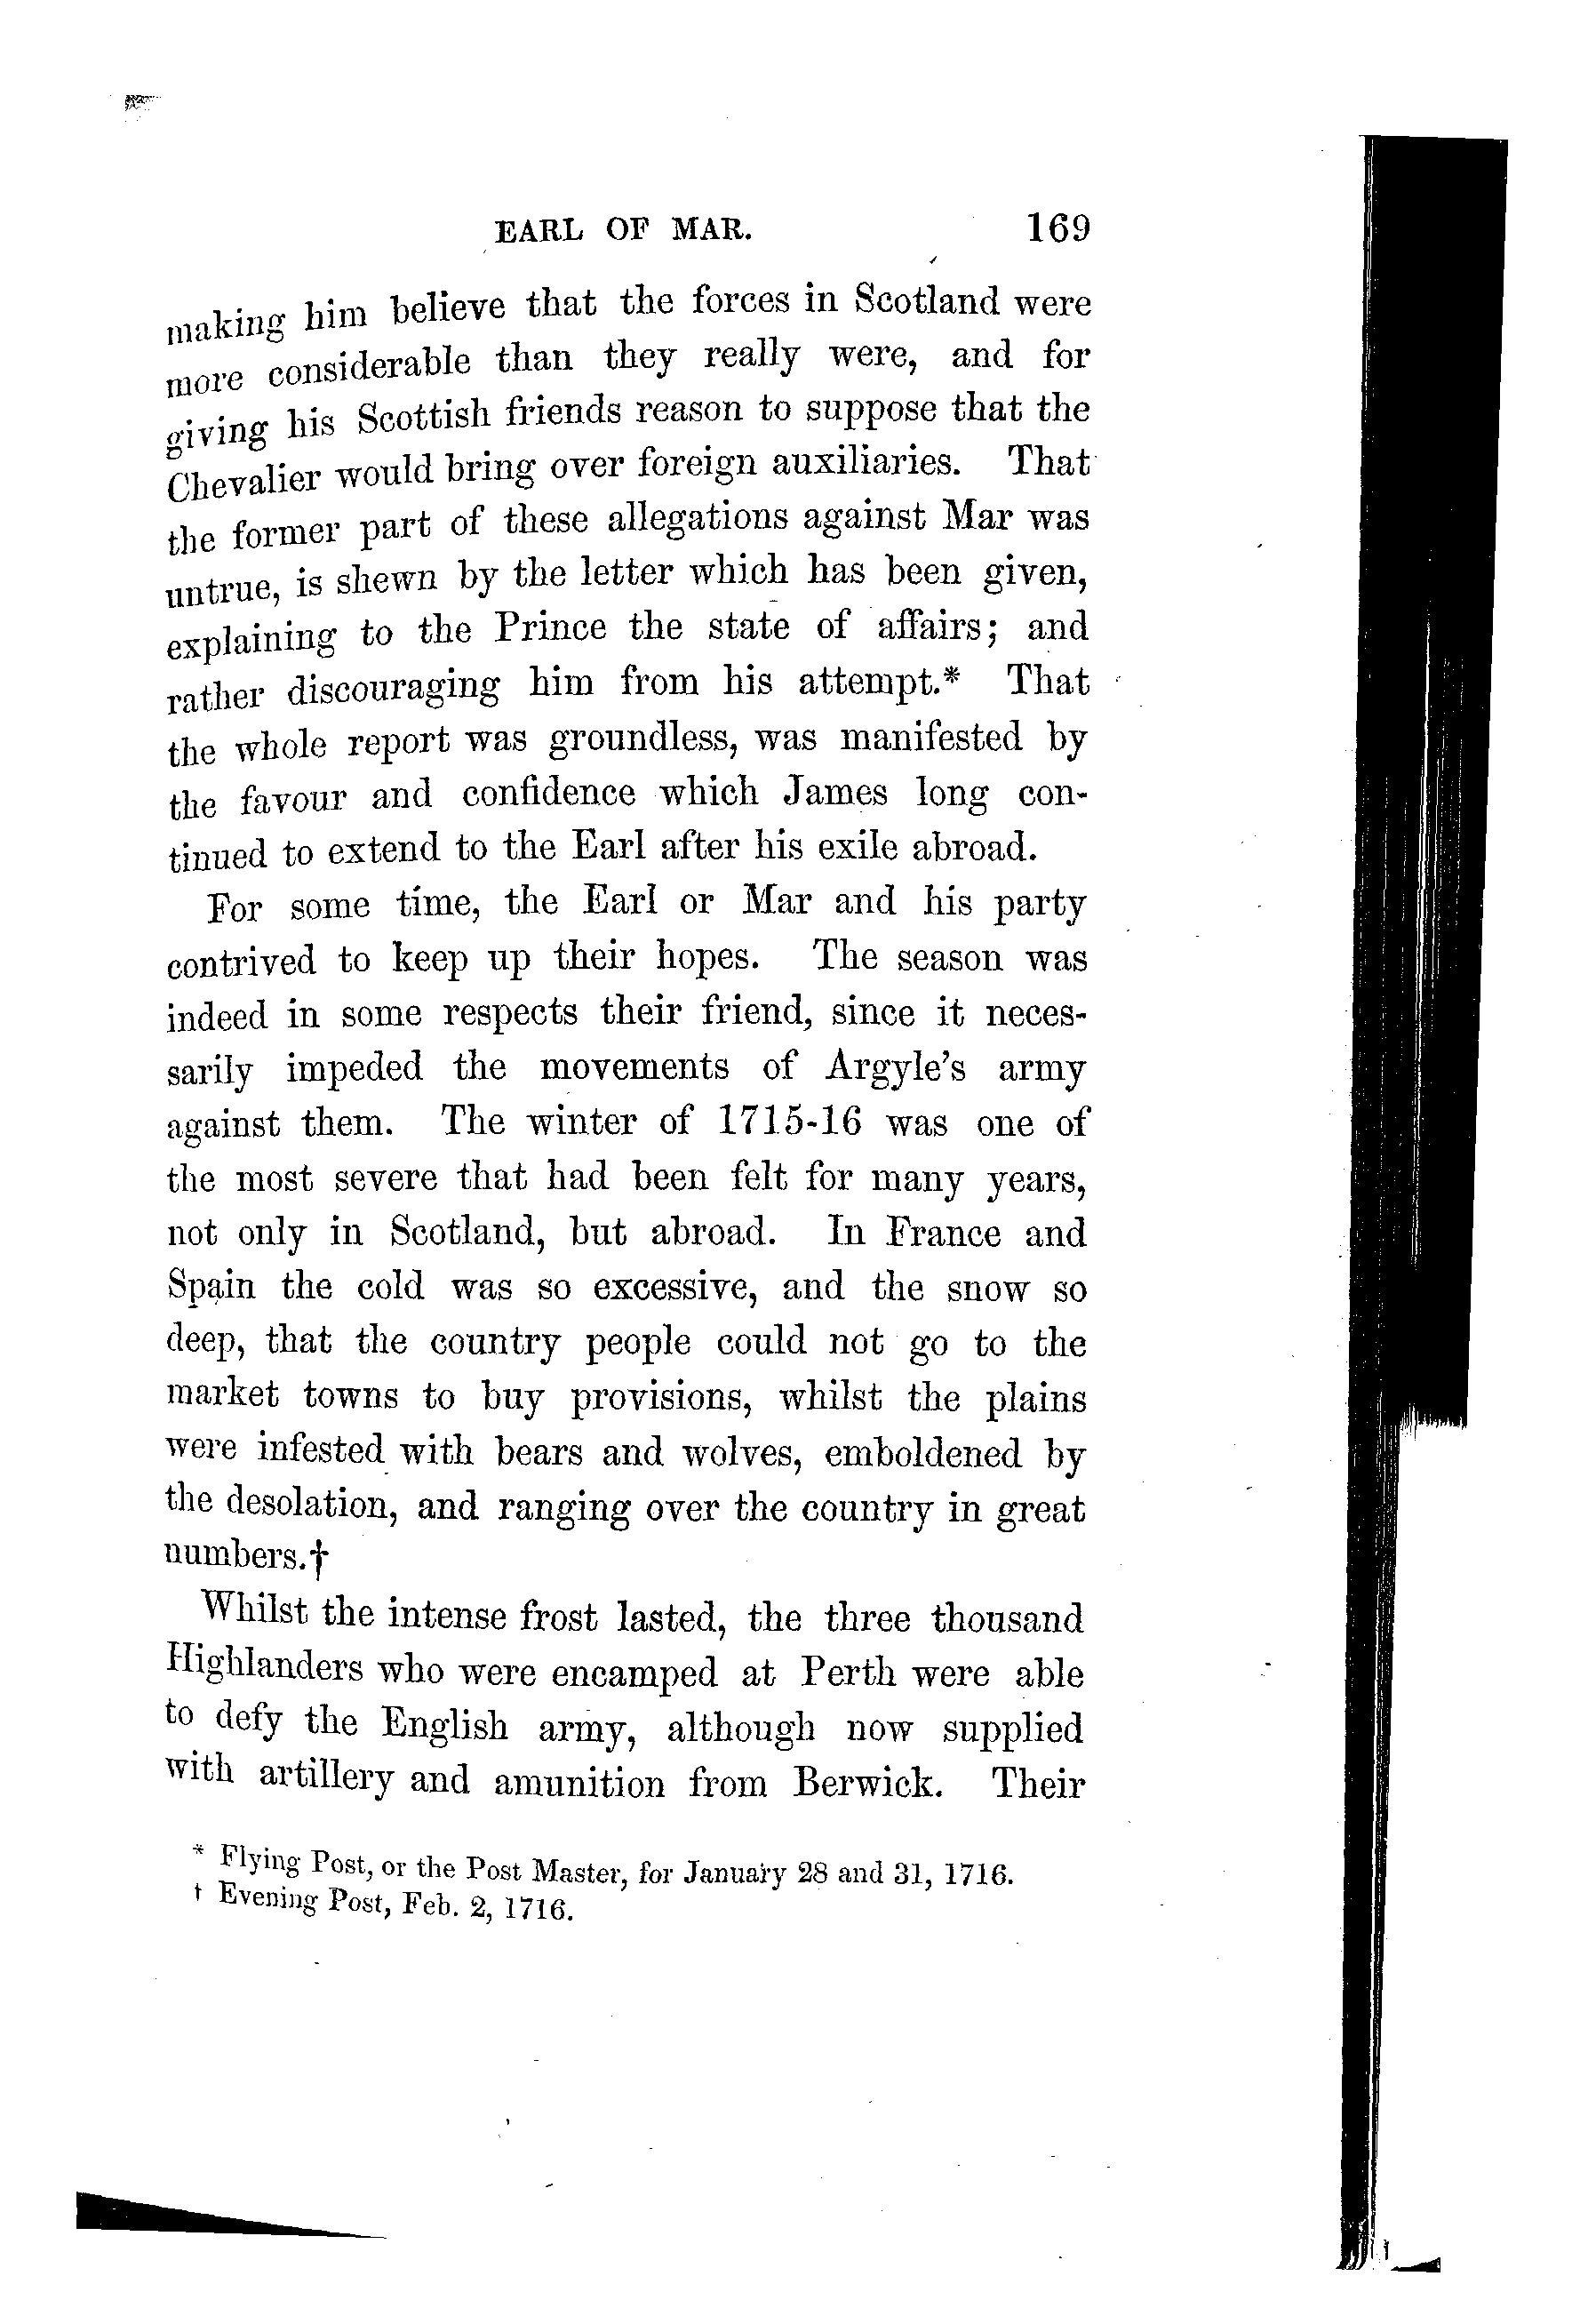 EARL OF MAR. 169
making him believe that the forces in Scotland were
more considerable than they really were, and for
giving his Scottish friends reason to suppose that the
Chevalier would bring over foreign auxiliaries. That
the former part of these allegations against Mar was
untrue, is shewn by the letter which has been given,
explaining to the Prince the state of affairs; and
rather discouraging him from his attempt.* That
the whole report was groundless, was manifested by
the favour and confidence which James long con-
tinued to extend to the Earl after his exile abroad.
For some time, the Earl or Mar and his party
contrived to keep up their hopes. The season was
indeed in some respects their friend, since it neces-
sarily impeded the movements of Argyle's army
against them. The winter of 1715-16 was one of
the most severe that had been felt for many years,
not only in Scotland, but abroad. In France and
Spain the cold was so excessive, and the snow so
deep, that the country people could not go to the
market towns to buy provisions, whilst the plains
were infested with bears and wolves, emboldened by
the desolation, and ranging over the country in great
numbers.†
Whilst the intense frost lasted, the three thousand
Highlanders who were encamped at Perth were able
to defy the English army, although now supplied
with artillery and amunition from Berwick. Their
* Flying Post, or the Post Master, for January 28 and 31, 1716.
† Evening Post, Feb. 2, 1716.